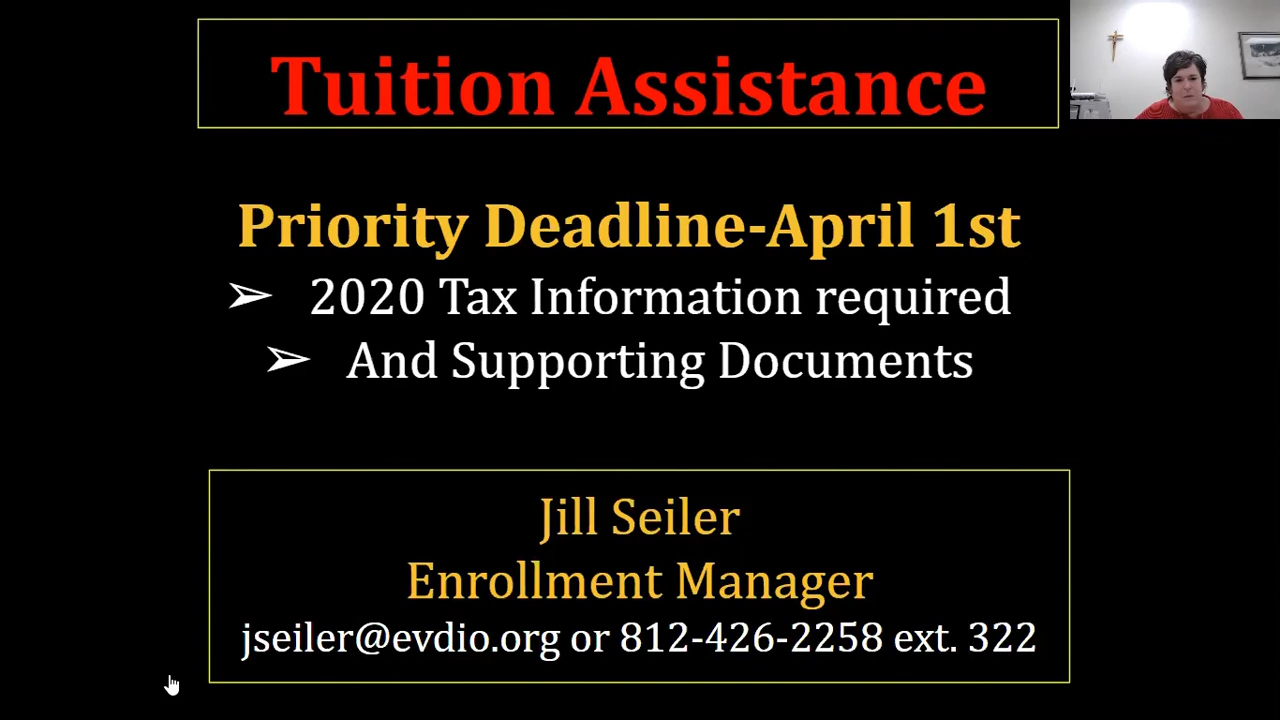 Tuition Assistance
Priority Deadline-April 1st
➢ 2020 Tax Information required
➢ And Supporting Documents
Jill Seiler
Enrollment Manager
jseiler@evdio.org or 812-426-2258 ext. 322